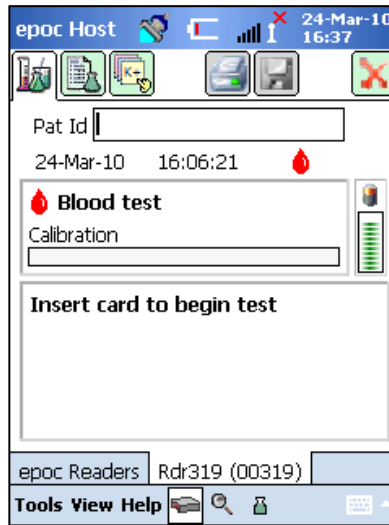 epoc Host 24-Mar-10
16:37
K+
Pat Id
24-Mar-10 16:06:21
Blood test
Calibration
Insert card to begin test
epoc Readers Rdr319 (00319)
Tools View Help